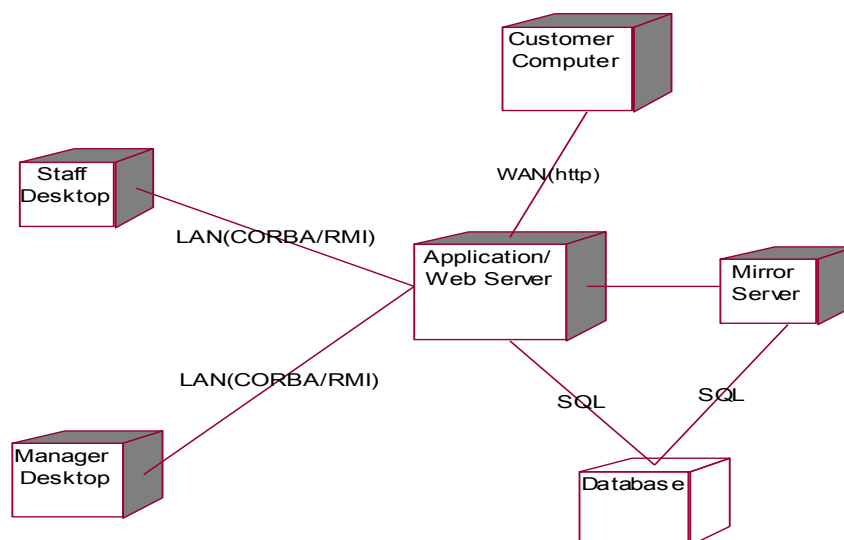 Customer
Computer
WAN(http)
Staff
Desktop
LAN(CORBA/RMI)
Application/
Web Server
Mirror
Server
LAN(CORBA/RMI)
SQL
SQL
Manager
Desktop
Database